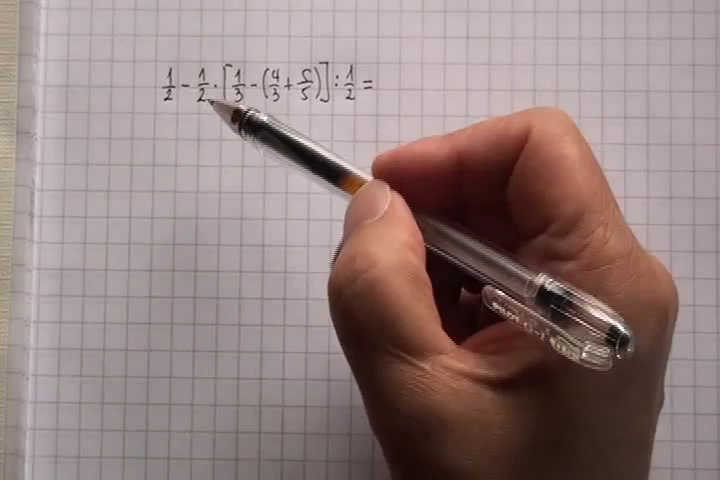 1/2 - 1/2 · [1/3 - (4/3 + 5/5)] : 1/2 =